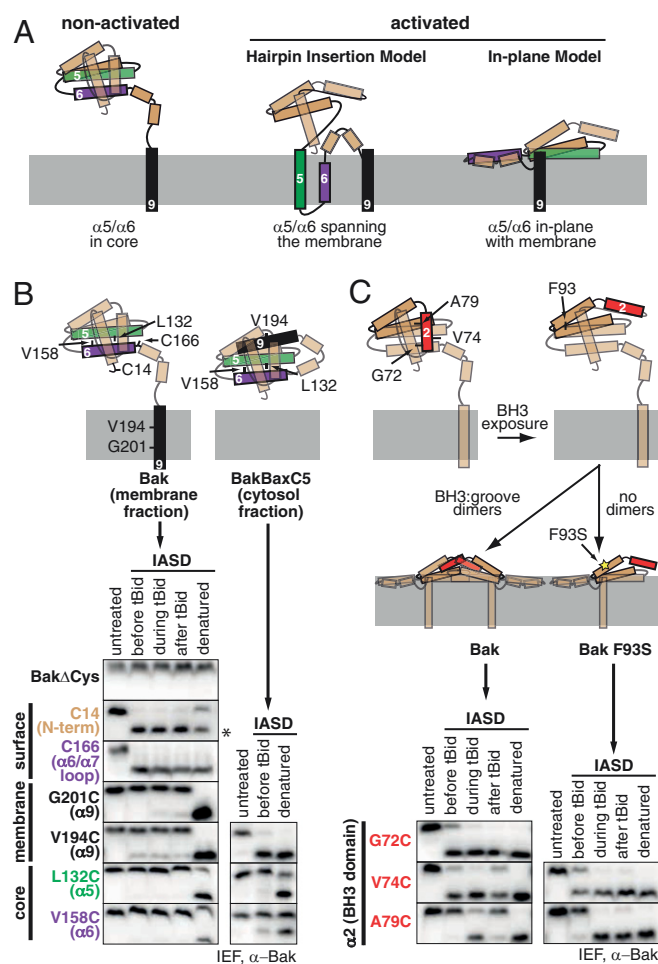 A
non-activated
activated
Hairpin Insertion Model
In-plane Model
5
6
9
5
6
9
9
α5/α6
in core
α5/α6 spanning
the membrane
α5/α6 in-plane
with membrane
B
L132
C166
V158
C14
5
6
V194
G201
9
V194
9
5
6
V158
L132
Bak
(membrane
fraction)
BakBaxC5
(cytosol
fraction)
IASD
untreated
before tBid
during tBid
after tBid
denatured
BakΔCys
surface
C14
(N-term)
*
C166
(α6/α7
loop)
membrane
G201C
(α9)
V194C
(α9)
core
L132C
(α5)
V158C
(α6)
IASD
untreated
before tBid
denatured
IEF, α–Bak
C
A79
2
V74
G72
F93
2
BH3
exposure
BH3:groove
dimers
no
dimers
F93S
Bak
Bak F93S
IASD
untreated
before tBid
during tBid
after tBid
denatured
IASD
untreated
before tBid
during tBid
after tBid
denatured
α2 (BH3 domain)
G72C
V74C
A79C
IEF, α–Bak